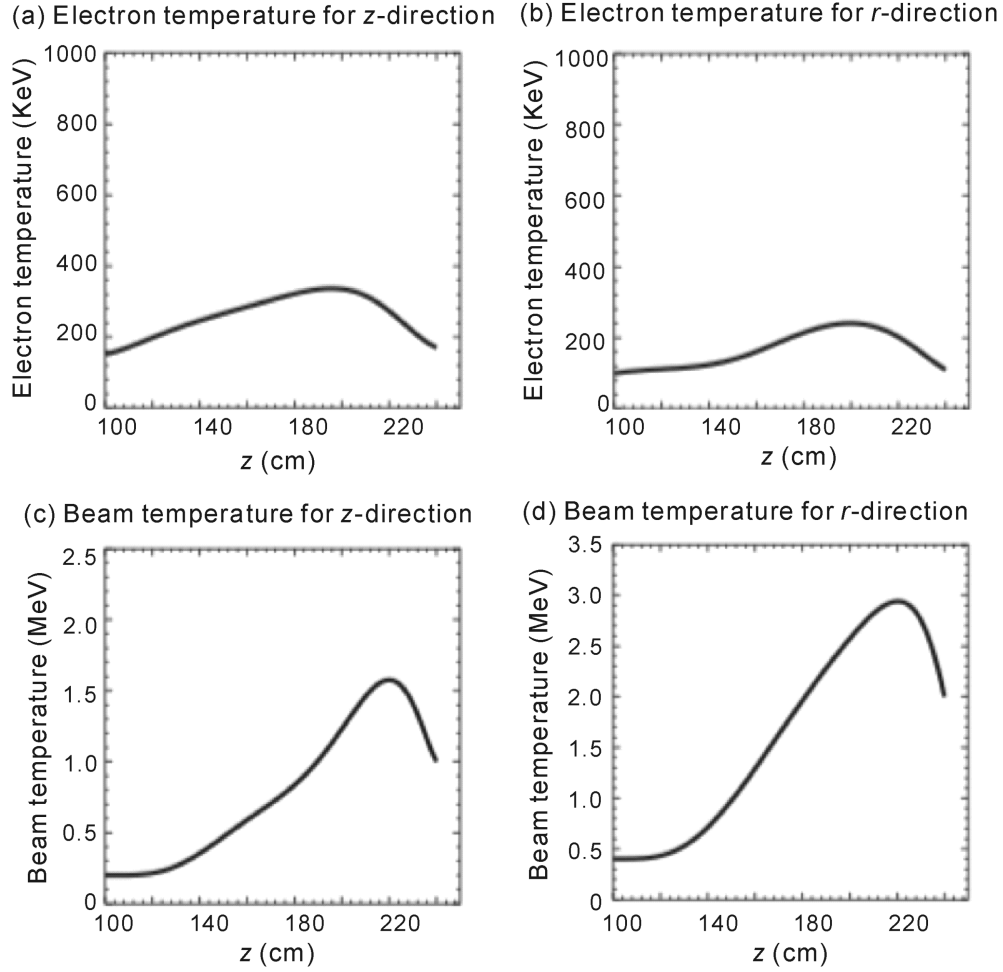 (a) Electron temperature for z-direction
Electron temperature (KeV)
1000
800
600
400
200
0
100 140 180 220
z (cm)
(b) Electron temperature for r-direction
Electron temperature (KeV)
1000
800
600
400
200
0
100 140 180 220
z (cm)
(c) Beam temperature for z-direction
Beam temperature (MeV)
2.5
2.0
1.5
1.0
0.5
0
100 140 180 220
z (cm)
(d) Beam temperature for r-direction
Beam temperature (MeV)
3.5
3.0
2.5
2.0
1.5
1.0
0.5
0
100 140 180 220
z (cm)